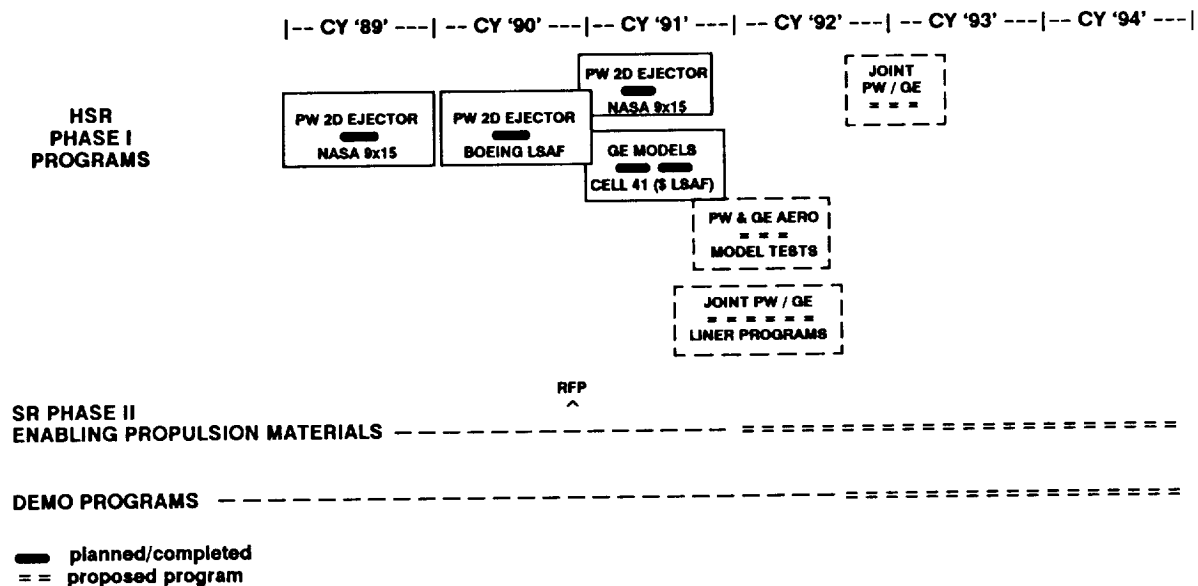 |-- CY '89' ---|-- CY '90' ---|-- CY '91' ---|-- CY '92' ---|-- CY '93' ---|-- CY '94' ---|
HSR
PHASE I
PROGRAMS
PW 2D EJECTOR
NASA 9x15
PW 2D EJECTOR
BOEING LSAF
PW 2D EJECTOR
NASA 9x15
GE MODELS
CELL 41 ($ LSAF)
PW & GE AERO
= = =
MODEL TESTS
JOINT PW / GE
= = = = = =
LINER PROGRAMS
JOINT
PW / GE
= = =
RFP
^
SR PHASE II
ENABLING PROPULSION MATERIALS
DEMO PROGRAMS
planned/completed
== proposed program